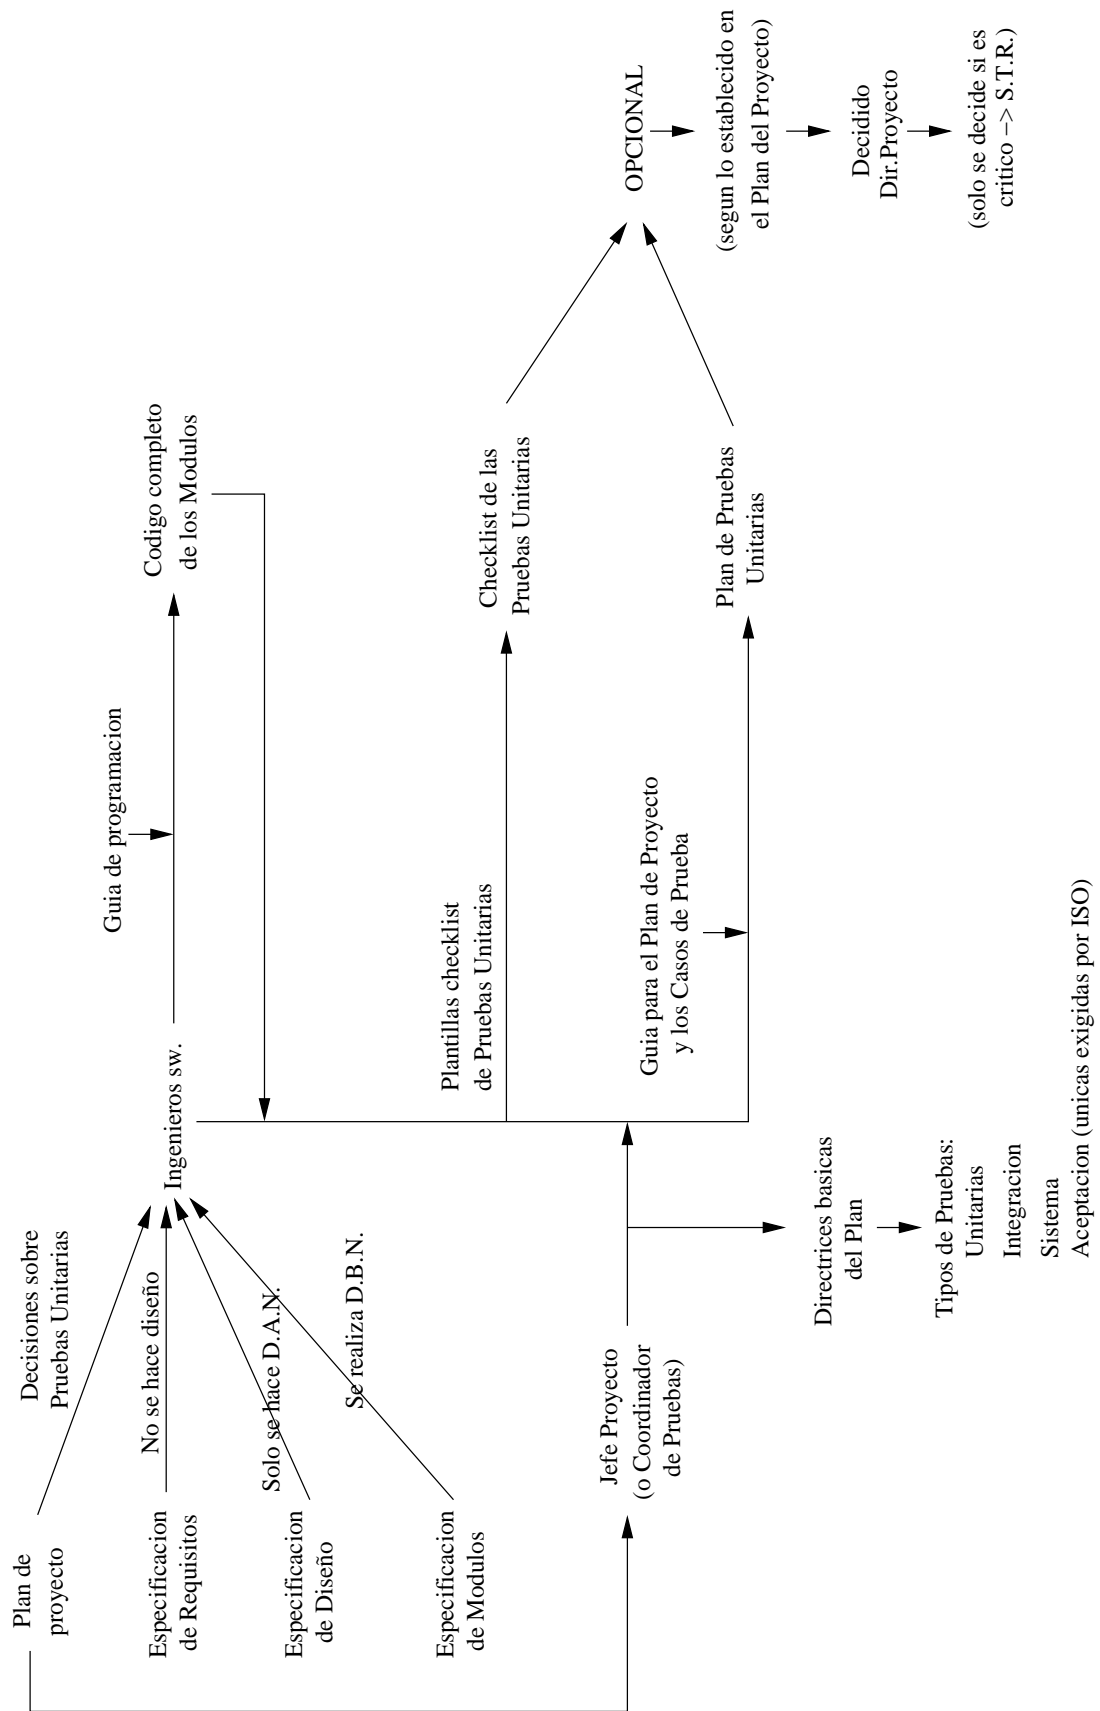 Plan de
proyecto
Decisiones sobre
Pruebas Unitarias
Especificacion
de Requisitos
No se hace diseño
Especificacion
de Diseño
Solo se hace D.A.N.
Especificacion
de Modulos
Se realiza D.B.N.
Ingenieros sw.
Guia de programacion
Codigo completo
de los Modulos
Plantillas checklist
de Pruebas Unitarias
Checklist de las
Pruebas Unitarias
Jefe Proyecto
(o Coordinador
de Pruebas)
Guia para el Plan de Proyecto
y los Casos de Prueba
Plan de Pruebas
Unitarias
OPCIONAL
(segun lo establecido en
el Plan del Proyecto)
Decidido
Dir.Proyecto
(solo se decide si es
critico −> S.T.R.)
Directrices basicas
del Plan
Tipos de Pruebas:
Unitarias
Integracion
Sistema
Aceptacion (unicas exigidas por ISO)